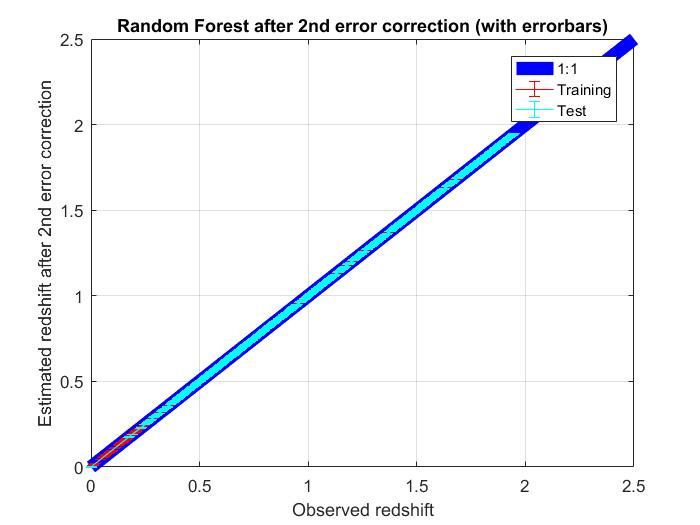 Random Forest after 2nd error correction (with errorbars)
2.5
2
1.5
1
0.5
0
Estimated redshift after 2nd error correction
1:1
Training
Test
0
0.5
1
1.5
2
2.5
Observed redshift